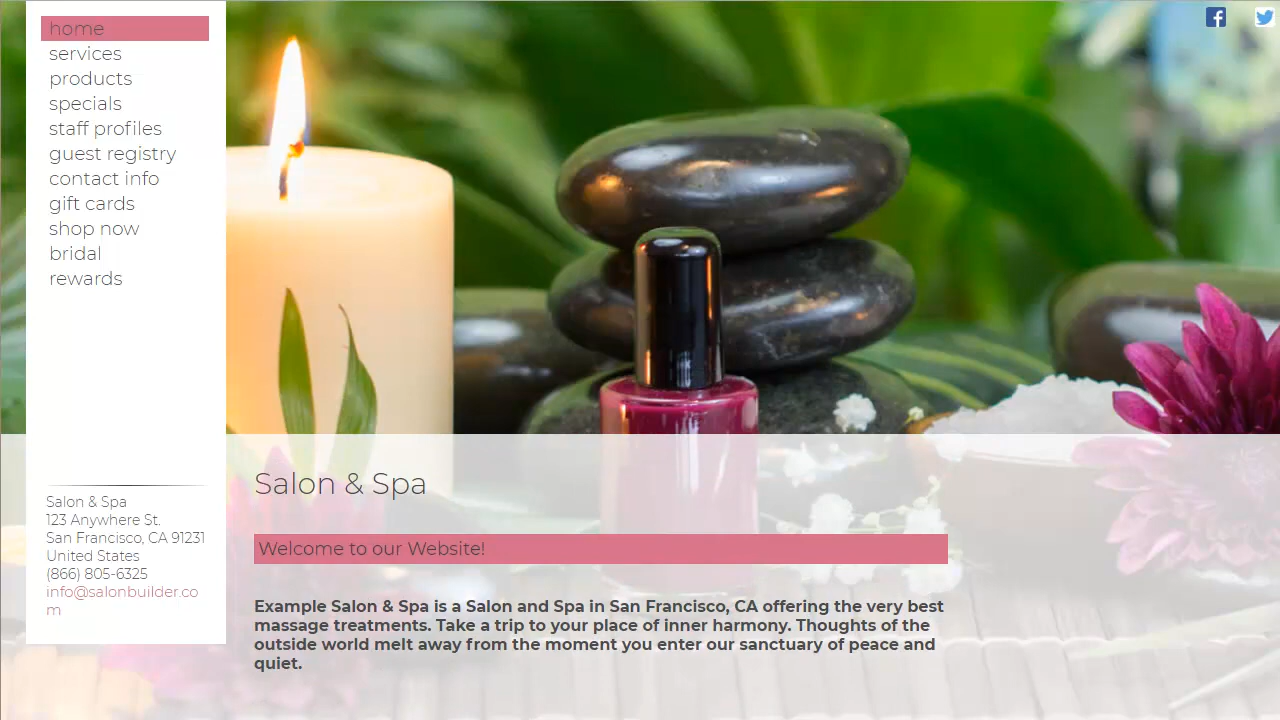 home
services
products
specials
staff profiles
guest registry
contact info
gift cards
shop now
bridal
rewards
Salon & Spa
123 Anywhere St.
San Francisco, CA 91231
United States
(866) 805-6325
info@salonbuilder.co
m
Salon & Spa
Welcome to our Website!
Example Salon & Spa is a Salon and Spa in San Francisco, CA offering the very best
massage treatments. Take a trip to your place of inner harmony. Thoughts of the
outside world melt away from the moment you enter our sanctuary of peace and
quiet.